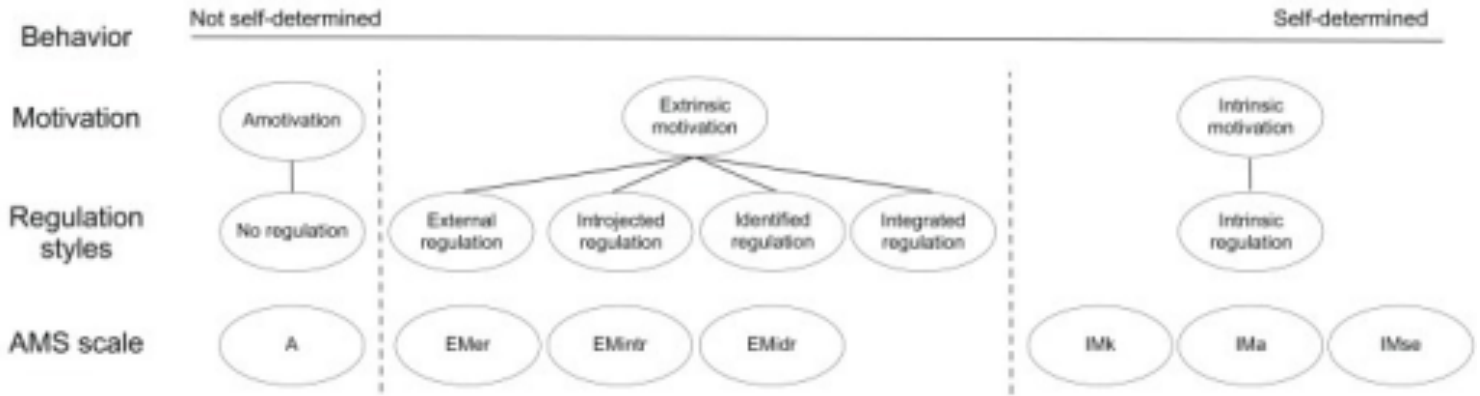 Not self-determined
Self-determined
Behavior
Motivation
Amotivation
Extrinsic
motivation
Intrinsic
motivation
Regulation
styles
No regulation
External
regulation
Introjected
regulation
Identified
regulation
Integrated
regulation
Intrinsic
regulation
AMS scale
A
EMer
EMintr
EMidr
IMk
IMa
IMse